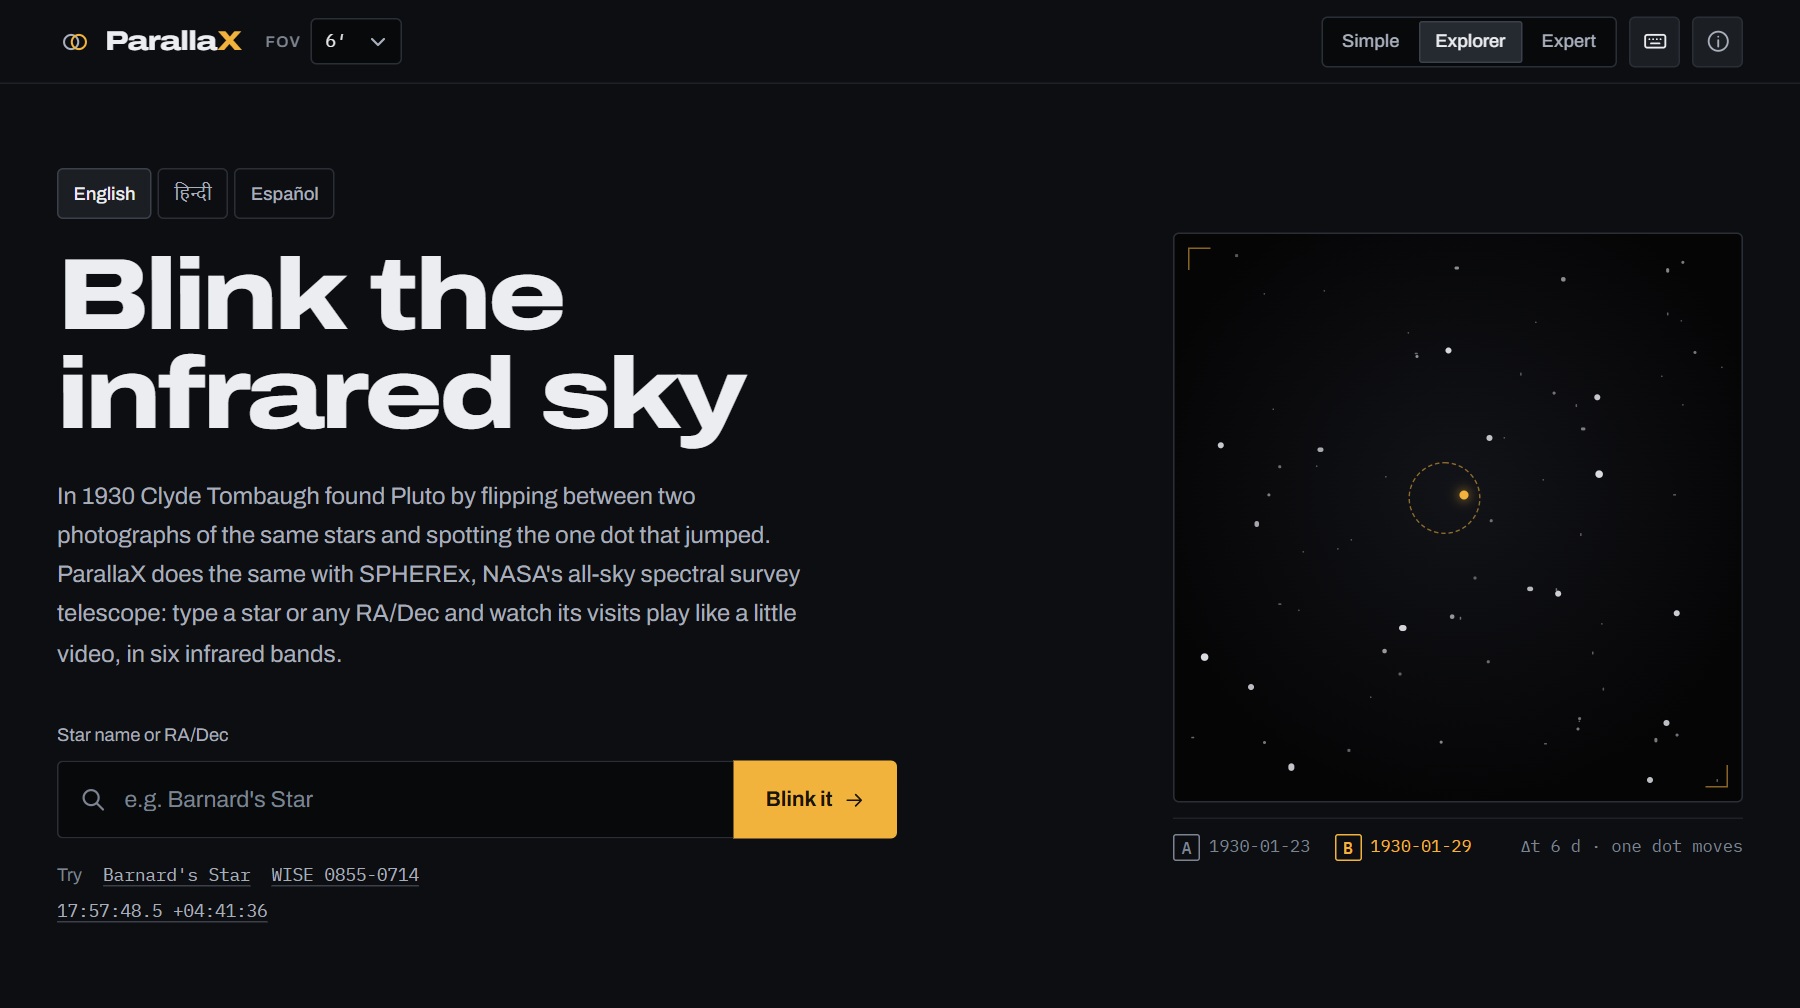 ParallaX FOV 6′
Simple Explorer Expert
English हिन्दी Español
Blink the
infrared sky
In 1930 Clyde Tombaugh found Pluto by flipping between two
photographs of the same stars and spotting the one dot that jumped.
ParallaX does the same with SPHEREx, NASA's all-sky spectral survey
telescope: type a star or any RA/Dec and watch its visits play like a little
video, in six infrared bands.
Star name or RA/Dec
e.g. Barnard's Star
Blink it →
Try Barnard's Star WISE 0855-0714
17:57:48.5 +04:41:36
A 1930-01-23 B 1930-01-29 Δt 6 d · one dot moves